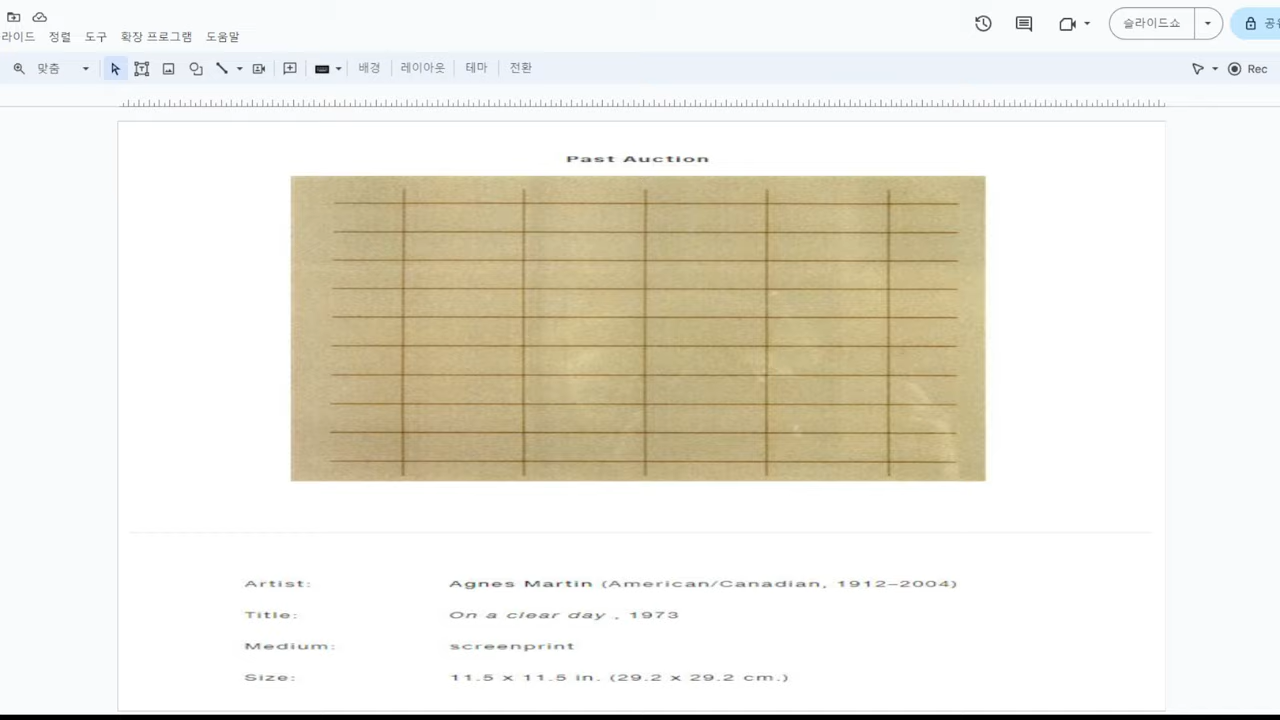 라이드 정렬 도구 확장 프로그램 도움말
슬라이드쇼
맞춤 배경 레이아웃 테마 전환 Rec
Past Auction
Artist: Agnes Martin (American/Canadian, 1912–2004)
Title: On a clear day , 1973
Medium: screenprint
Size: 11.5 x 11.5 in. (29.2 x 29.2 cm.)